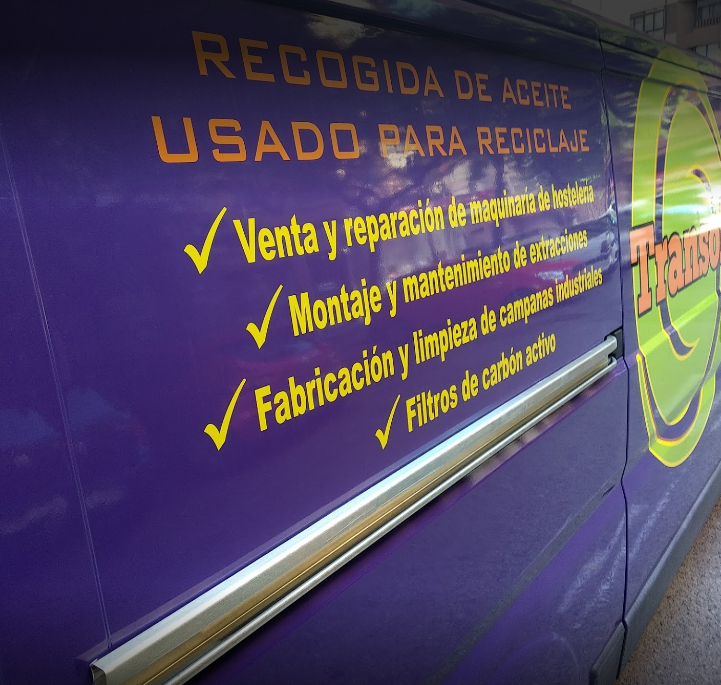 RECOGIDA DE ACEITE
USADO PARA RECICLAJE
✓ Venta y reparación de maquinaría de hostelería
✓ Montaje y mantenimiento de extracciones
✓ Fabricación y limpieza de campanas industriales
✓ Filtros de carbón activo